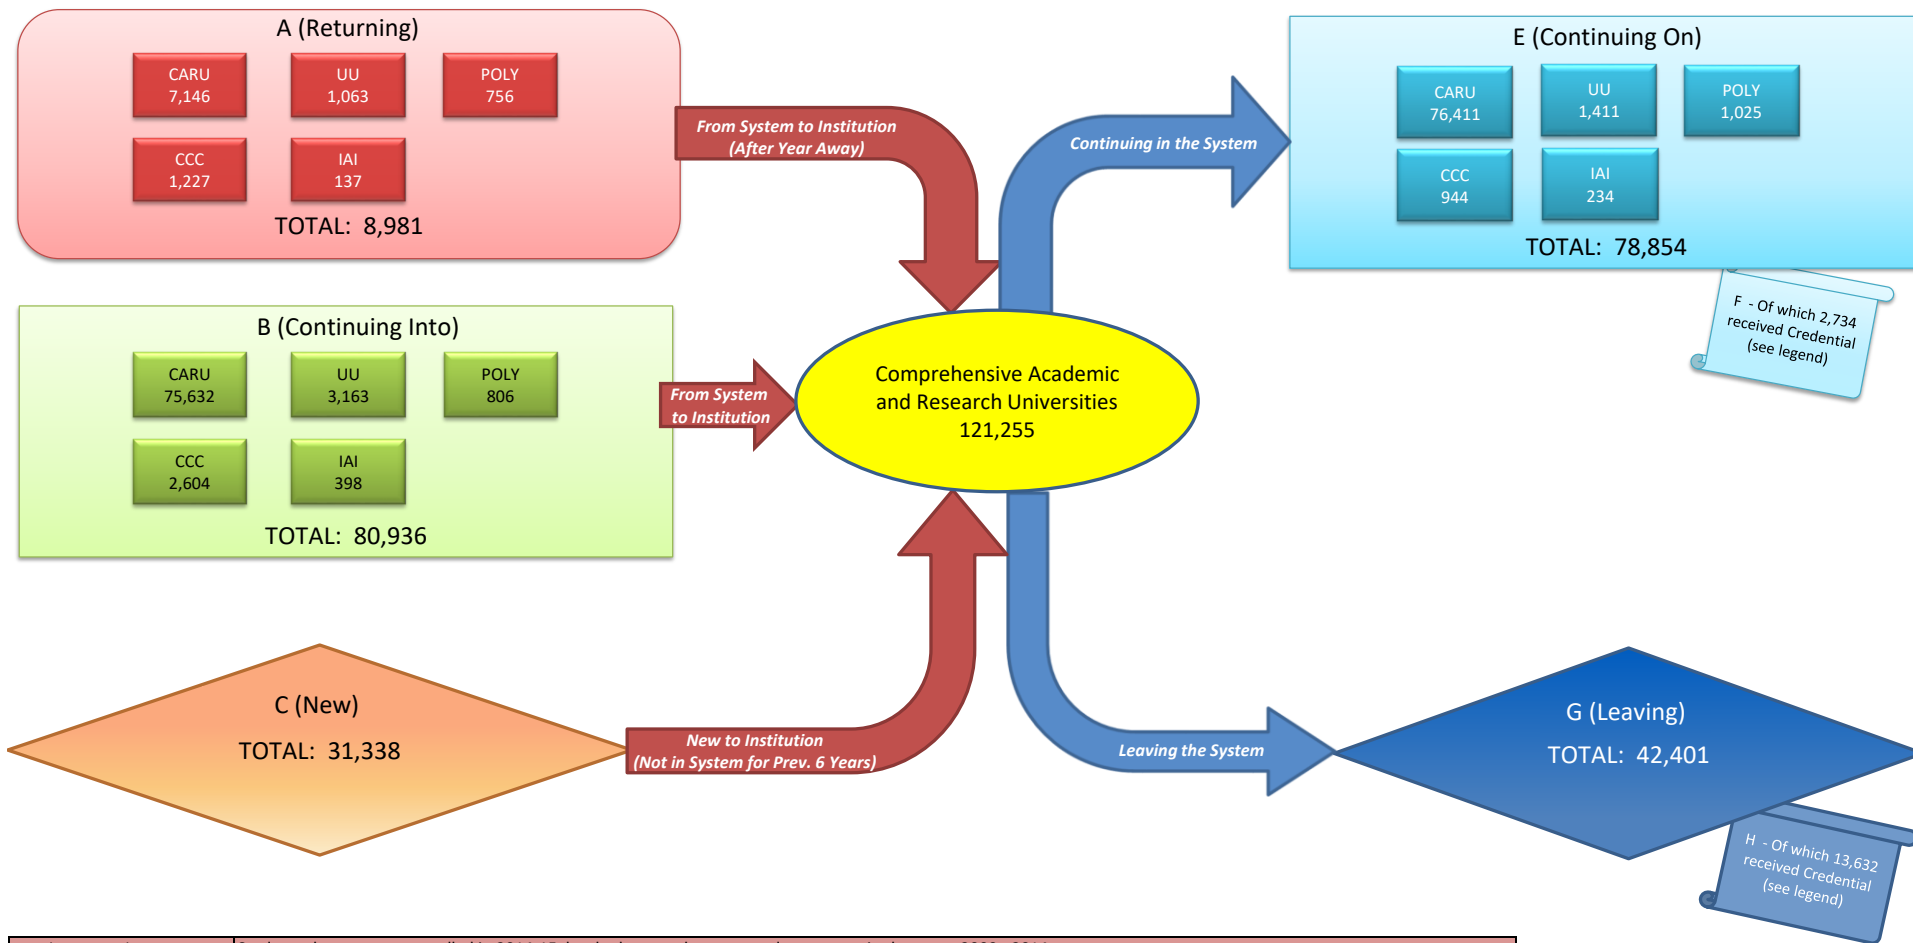 A (Returning)
CARU
7,146
UU
1,063
POLY
756
CCC
1,227
IAI
137
TOTAL: 8,981
From System to Institution
(After Year Away)
Continuing in the System
E (Continuing On)
CARU
76,411
UU
1,411
POLY
1,025
CCC
944
IAI
234
TOTAL: 78,854
F - Of which 2,734
received Credential
(see legend)
B (Continuing Into)
CARU
75,632
UU
3,163
POLY
806
CCC
2,604
IAI
398
TOTAL: 80,936
From System
to Institution
Comprehensive Academic
and Research Universities
121,255
C (New)
TOTAL: 31,338
New to Institution
(Not in System for Prev. 6 Years)
Leaving the System
G (Leaving)
TOTAL: 42,401
H - Of which 13,632
received Credential
(see legend)